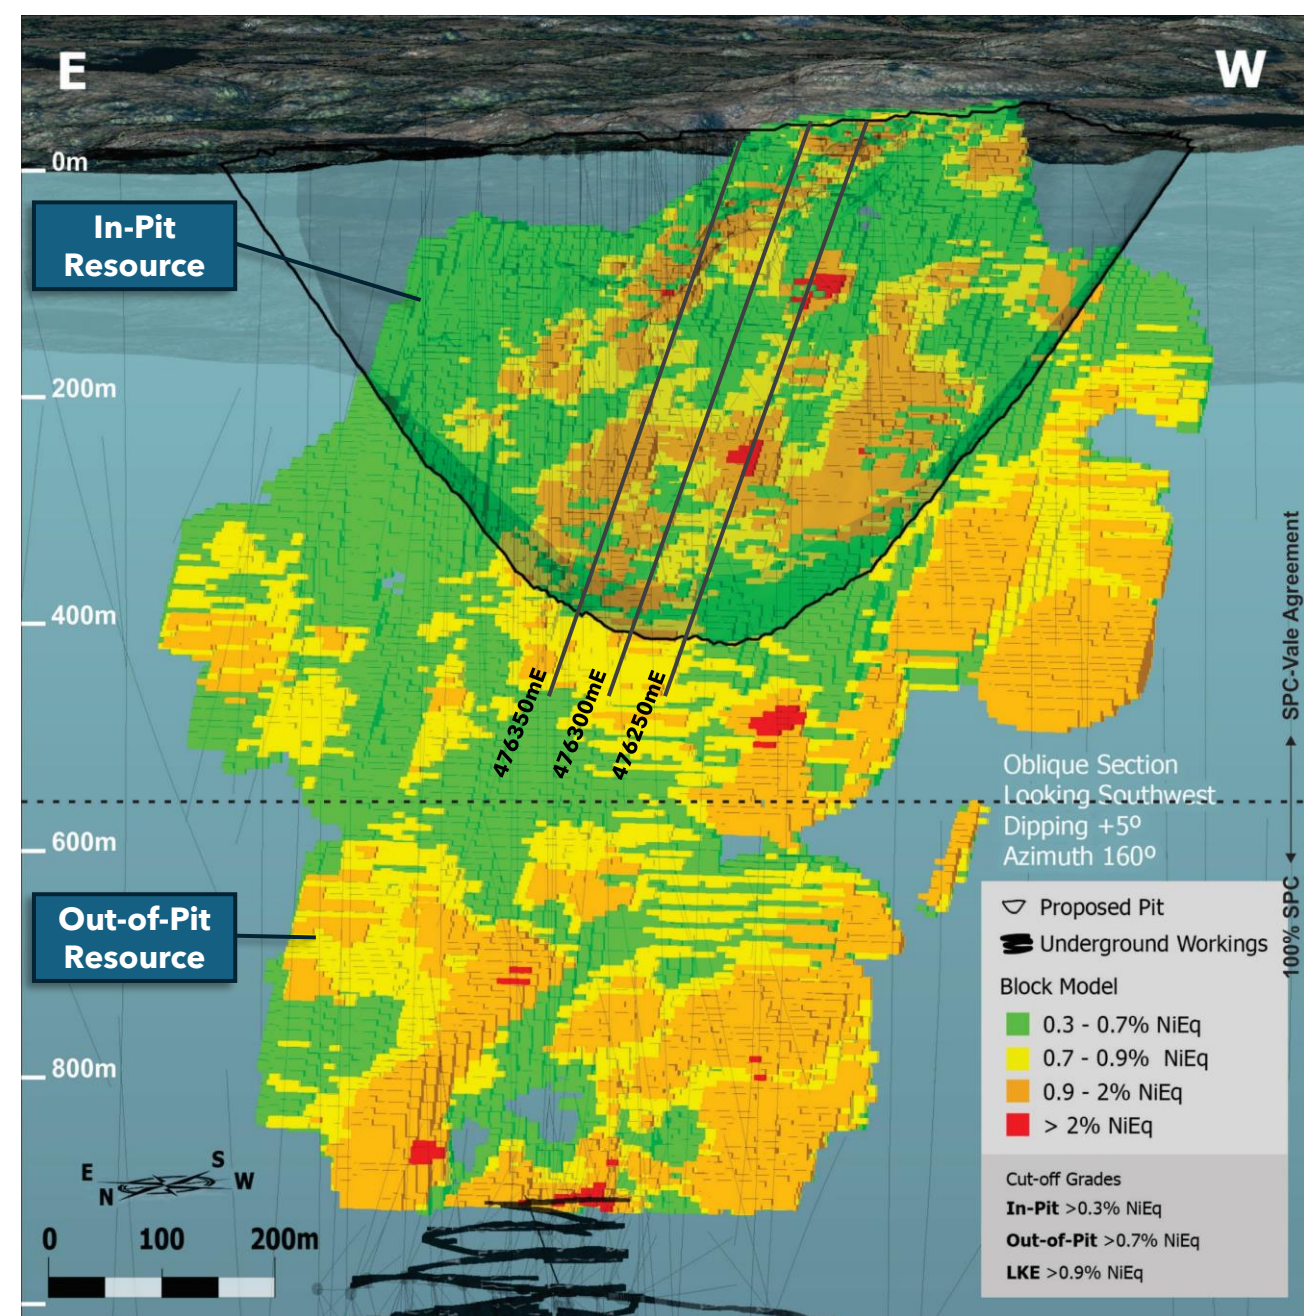 E
W
0m
In-Pit
Resource
200m
400m
476350mE
476300mE
476250mE
SPC-Vale Agreement
Oblique Section
Looking Southwest
Dipping +5º
Azimuth 160º
600m
100% SPC
Out-of-Pit
Resource
Proposed Pit
Underground Workings
Block Model
0.3 - 0.7% NiEq
0.7 - 0.9% NiEq
0.9 - 2% NiEq
> 2% NiEq
800m
Cut-off Grades
In-Pit >0.3% NiEq
Out-of-Pit >0.7% NiEq
LKE >0.9% NiEq
E
S
N
W
0 100 200m